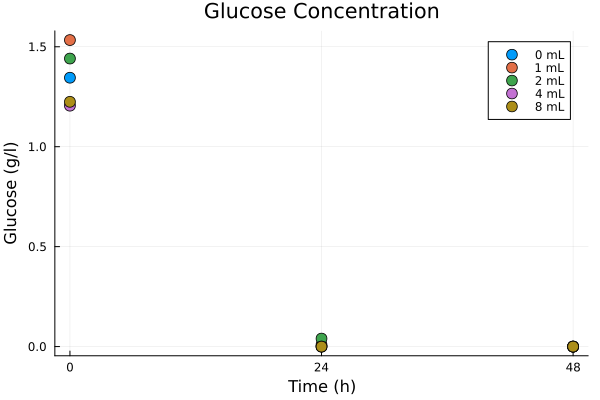 Glucose Concentration
Glucose (g/l)
1.5
1.0
0.5
0.0
0 mL
1 mL
2 mL
4 mL
8 mL
0
24
48
Time (h)